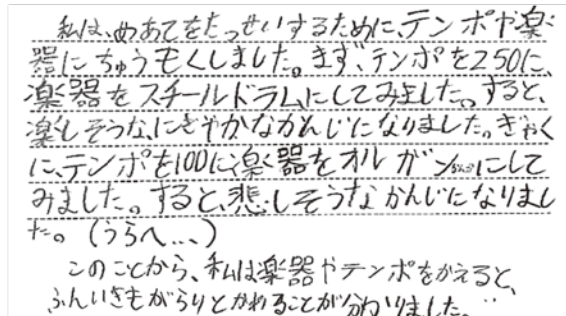 私は、めあてをたっせいするために、テンポや楽
器にちゅうもくしました。まず、テンポを250に、
楽器をスチールドラムにしてみました。すると、
楽しそうな、にぎやかなかんじになりました。ぎゃく
に、テンポを100に、楽器をオルガンにして
みました。すると、悲しそうなかんじになりまし
た。(うらへ...)
このことから、私は楽器やテンポをかえると、
ふんいきもがらりとかわることが分かりました。